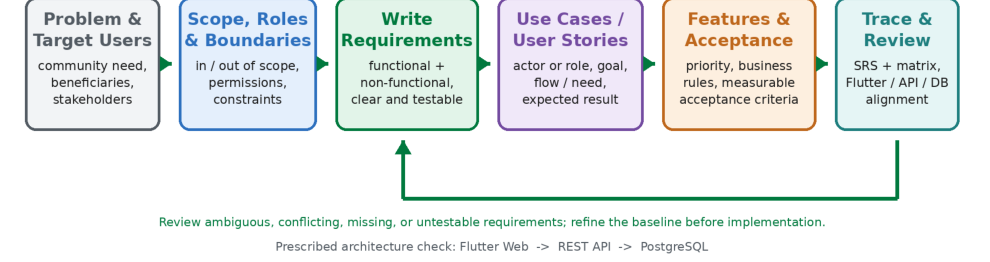 Problem &
Target Users
community need,
beneficiaries,
stakeholders
Scope, Roles
& Boundaries
in / out of scope,
permissions,
constraints
Write
Requirements
functional +
non-functional,
clear and testable
Use Cases /
User Stories
actor or role, goal,
flow / need,
expected result
Features &
Acceptance
priority, business
rules, measurable
acceptance criteria
Trace &
Review
SRS + matrix,
Flutter / API / DB
alignment
Review ambiguous, conflicting, missing, or untestable requirements; refine the baseline before implementation.
Prescribed architecture check: Flutter Web -> REST API -> PostgreSQL